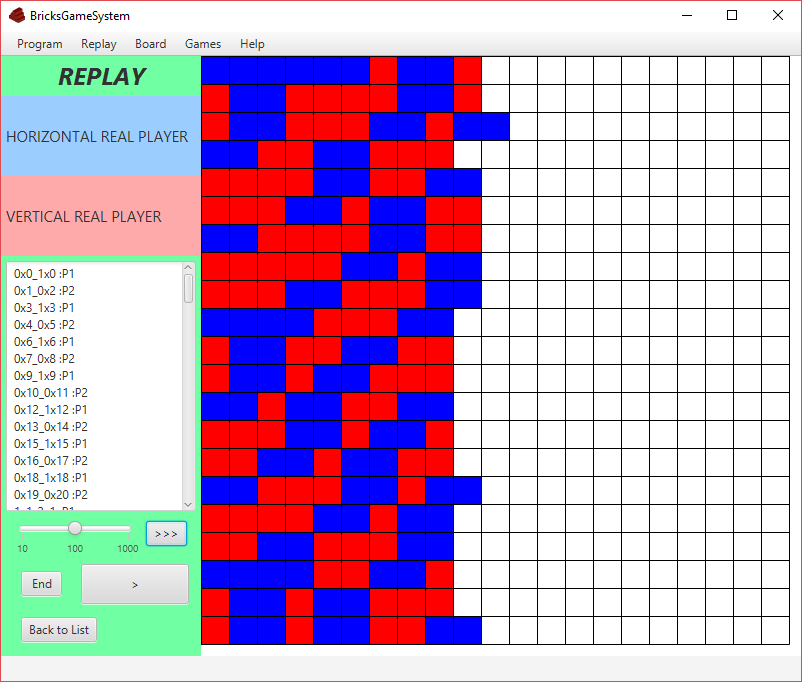 BricksGameSystem
Program Replay Board Games Help
REPLAY
HORIZONTAL REAL PLAYER
VERTICAL REAL PLAYER
0x0_1x0 :P1
0x1_0x2 :P2
0x3_1x3 :P1
0x4_0x5 :P2
0x6_1x6 :P1
0x7_0x8 :P2
0x9_1x9 :P1
0x10_0x11 :P2
0x12_1x12 :P1
0x13_0x14 :P2
0x15_1x15 :P1
0x16_0x17 :P2
0x18_1x18 :P1
0x19_0x20 :P2
10 100 1000
>>>
End
>
Back to List